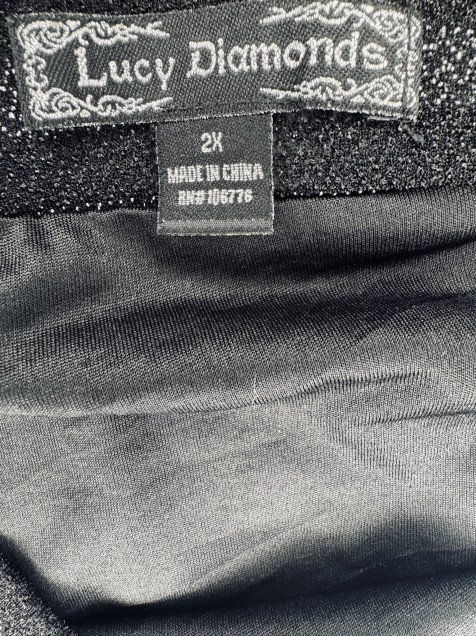 Lucy Diamonds
2X
MADE IN CHINA
RN# 106776